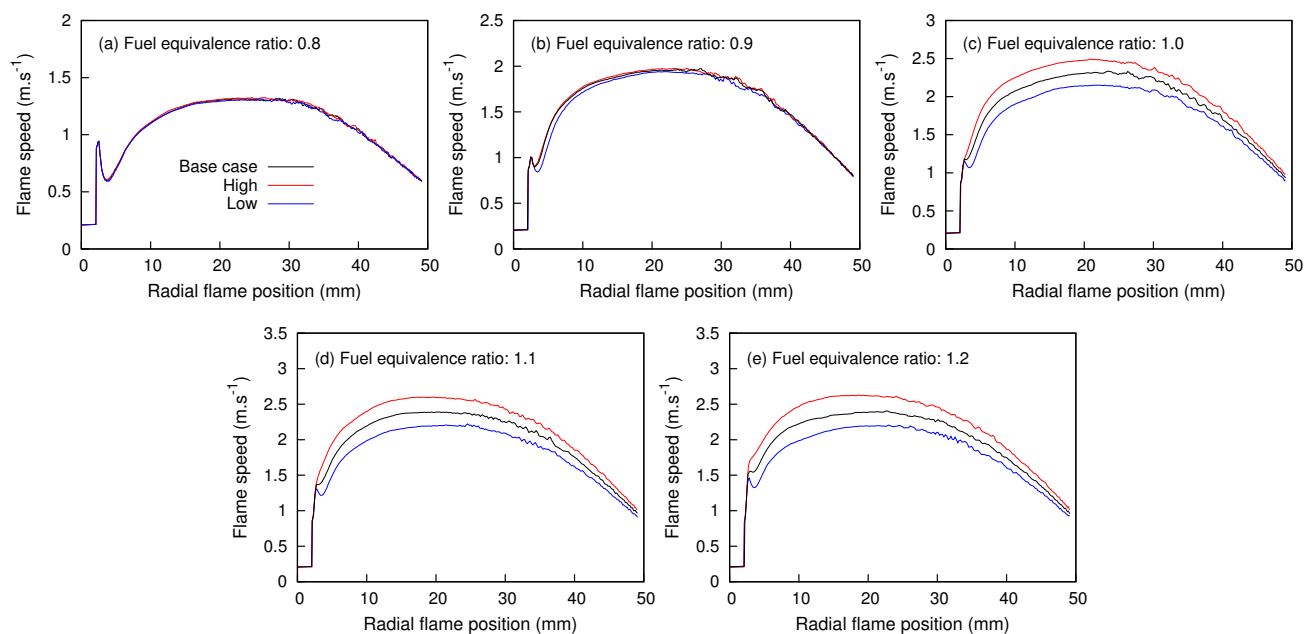 (a) Fuel equivalence ratio: 0.8
Flame speed (m.s⁻¹)
2
1.5
1
0.5
0
Base case
High
Low
0 10 20 30 40 50
Radial flame position (mm)
(b) Fuel equivalence ratio: 0.9
Flame speed (m.s⁻¹)
2.5
2
1.5
1
0.5
0
0 10 20 30 40 50
Radial flame position (mm)
(c) Fuel equivalence ratio: 1.0
Flame speed (m.s⁻¹)
3
2.5
2
1.5
1
0.5
0
0 10 20 30 40 50
Radial flame position (mm)
(d) Fuel equivalence ratio: 1.1
Flame speed (m.s⁻¹)
3.5
3
2.5
2
1.5
1
0.5
0
0 10 20 30 40 50
Radial flame position (mm)
(e) Fuel equivalence ratio: 1.2
Flame speed (m.s⁻¹)
3.5
3
2.5
2
1.5
1
0.5
0
0 10 20 30 40 50
Radial flame position (mm)